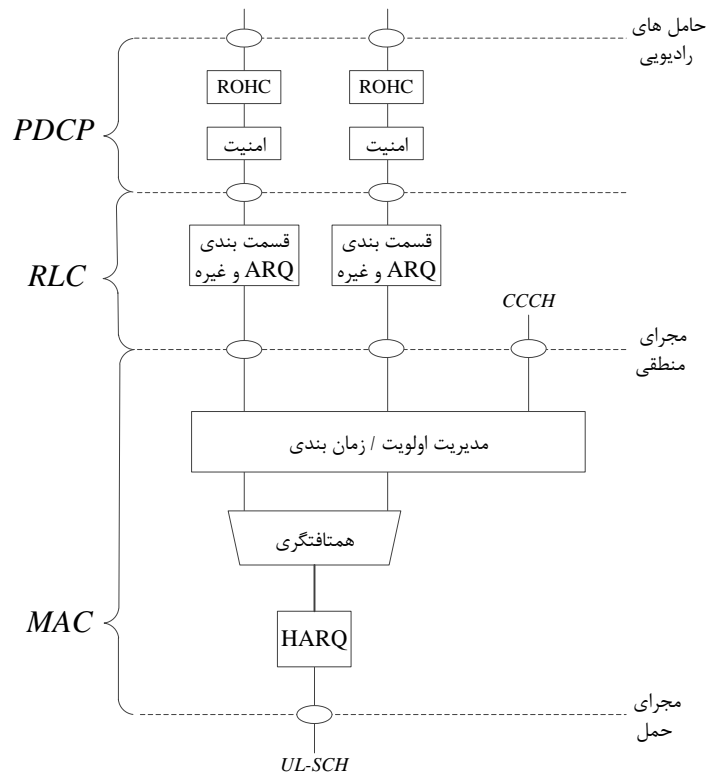 حامل های
رادیویی
ROHC
ROHC
PDCP
امنیت
امنیت
قسمت بندی
ARQ و غیره
قسمت بندی
ARQ و غیره
RLC
CCCH
مجرای
منطقی
مدیریت اولویت / زمان بندی
همتافتگری
MAC
HARQ
مجرای
حمل
UL-SCH